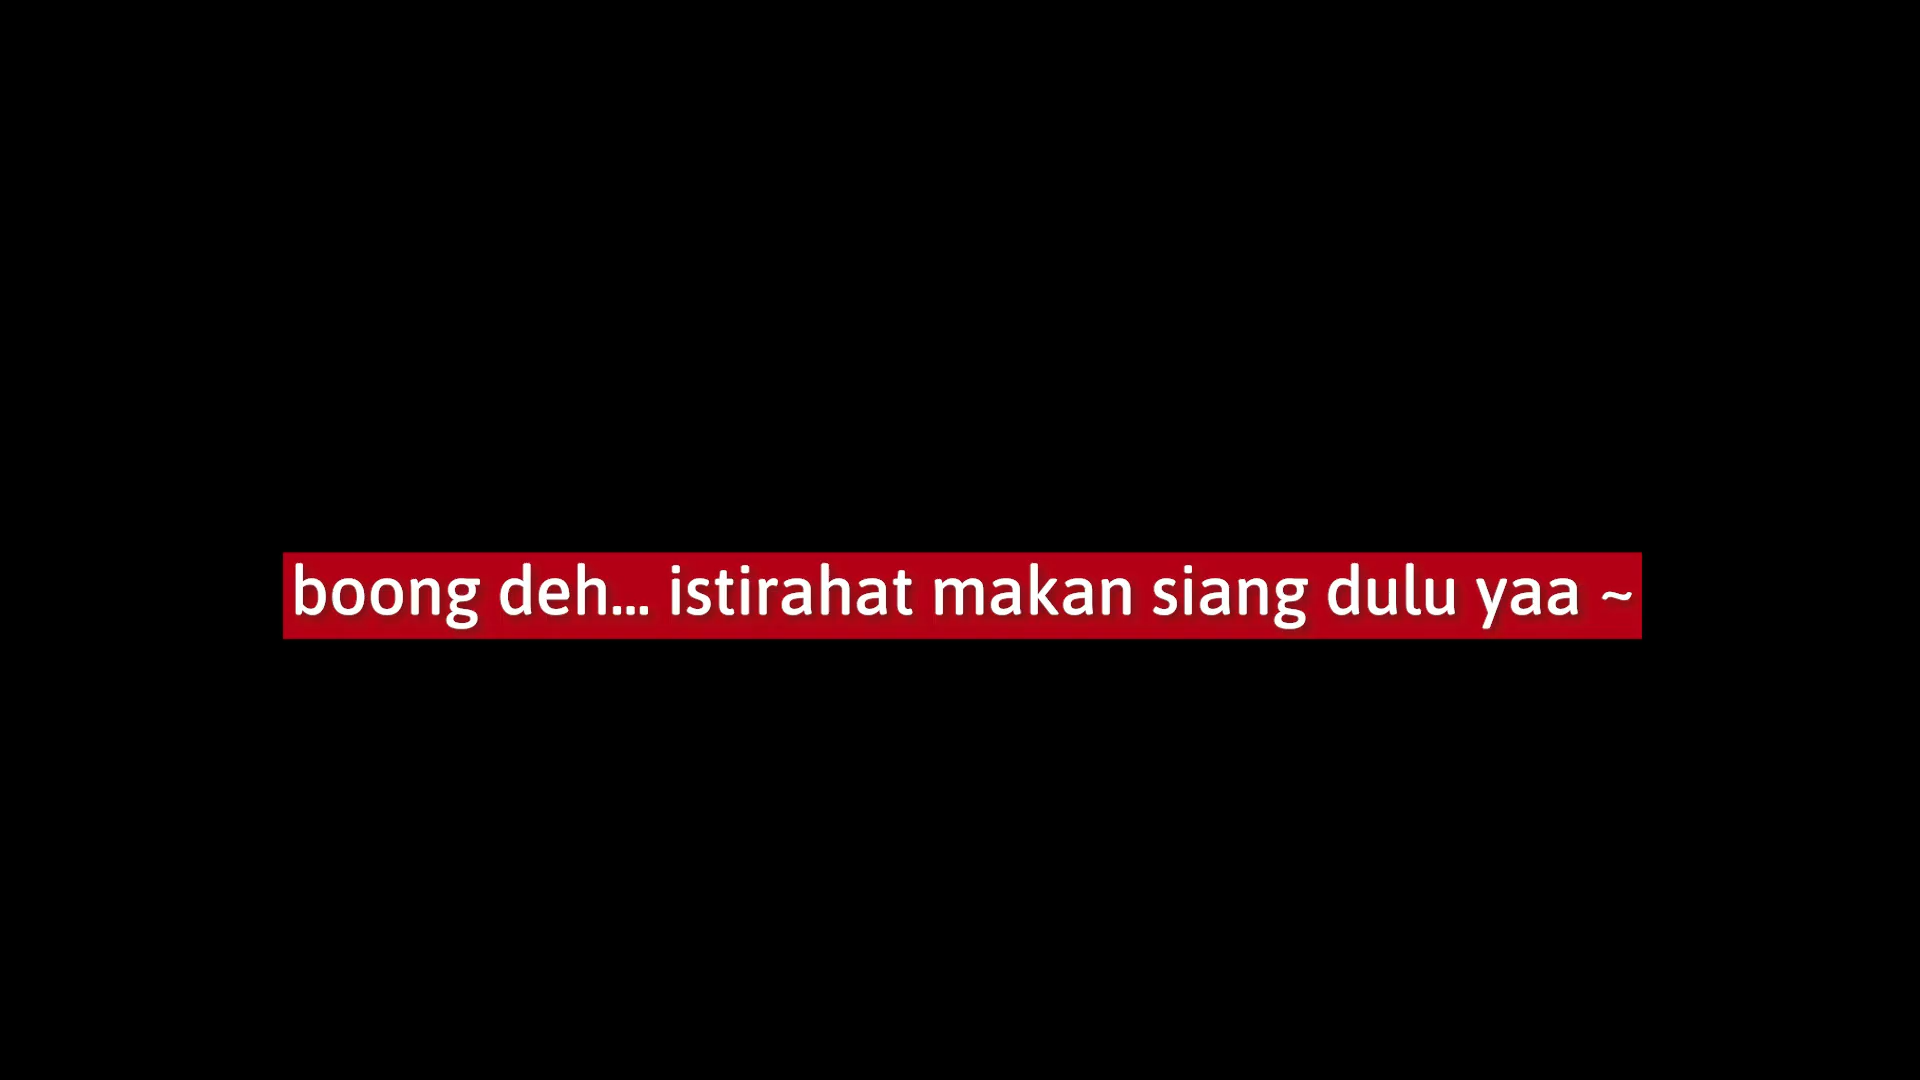 boong deh... istirahat makan siang dulu yaa ~